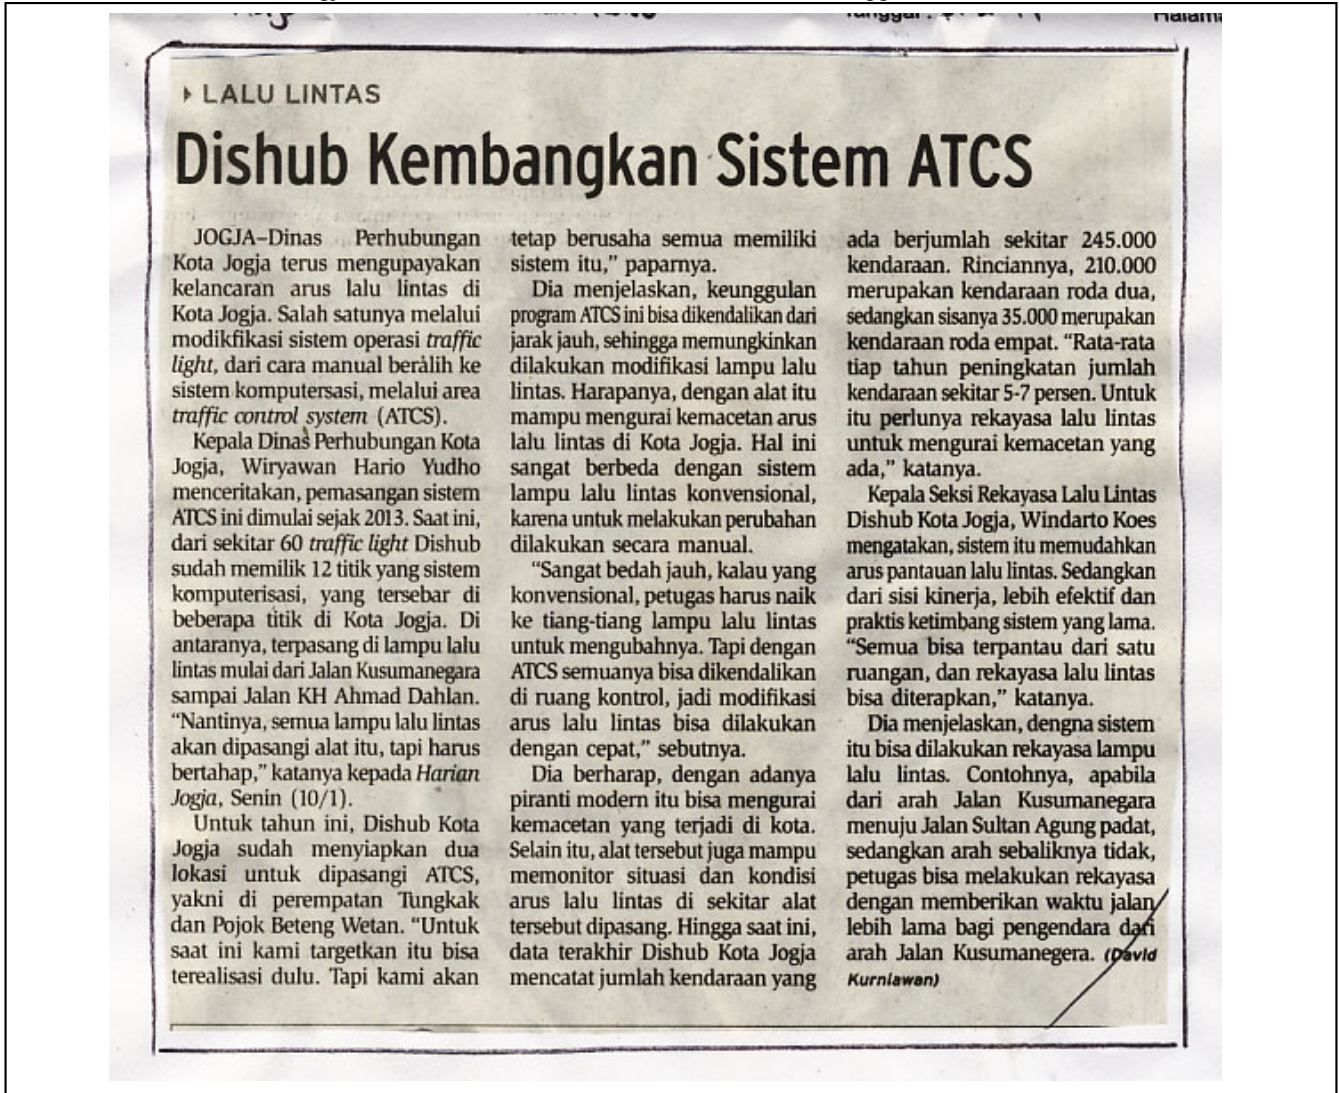 LALU LINTAS
Dishub Kembangkan Sistem ATCS
JOGJA–Dinas Perhubungan
Kota Jogja terus mengupayakan
kelancaran arus lalu lintas di
Kota Jogja. Salah satunya melalui
modikfikasi sistem operasi traffic
light, dari cara manual beralih ke
sistem komputersasi, melalui area
traffic control system (ATCS).
Kepala Dinas Perhubungan Kota
Jogja, Wiryawan Hario Yudho
menceritakan, pemasangan sistem
ATCS ini dimulai sejak 2013. Saat ini,
dari sekitar 60 traffic light Dishub
sudah memilik 12 titik yang sistem
komputerisasi, yang tersebar di
beberapa titik di Kota Jogja. Di
antaranya, terpasang di lampu lalu
lintas mulai dari Jalan Kusumanegara
sampai Jalan KH Ahmad Dahlan.
“Nantinya, semua lampu lalu lintas
akan dipasangi alat itu, tapi harus
bertahap,” katanya kepada Harian
Jogja, Senin (10/1).
Untuk tahun ini, Dishub Kota
Jogja sudah menyiapkan dua
lokasi untuk dipasangi ATCS,
yakni di perempatan Tungkak
dan Pojok Beteng Wetan. “Untuk
saat ini kami targetkan itu bisa
terealisasi dulu. Tapi kami akan
tetap berusaha semua memiliki
sistem itu,” paparnya.
Dia menjelaskan, keunggulan
program ATCS ini bisa dikendalikan dari
jarak jauh, sehingga memungkinkan
dilakukan modifikasi lampu lalu
lintas. Harapanya, dengan alat itu
mampu mengurai kemacetan arus
lalu lintas di Kota Jogja. Hal ini
sangat berbeda dengan sistem
lampu lalu lintas konvensional,
karena untuk melakukan perubahan
dilakukan secara manual.
“Sangat bedah jauh, kalau yang
konvensional, petugas harus naik
ke tiang-tiang lampu lalu lintas
untuk mengubahnya. Tapi dengan
ATCS semuanya bisa dikendalikan
di ruang kontrol, jadi modifikasi
arus lalu lintas bisa dilakukan
dengan cepat,” sebutnya.
Dia berharap, dengan adanya
piranti modern itu bisa mengurai
kemacetan yang terjadi di kota.
Selain itu, alat tersebut juga mampu
memonitor situasi dan kondisi
arus lalu lintas di sekitar alat
tersebut dipasang. Hingga saat ini,
data terakhir Dishub Kota Jogja
mencatat jumlah kendaraan yang
ada berjumlah sekitar 245.000
kendaraan. Rinciannya, 210.000
merupakan kendaraan roda dua,
sedangkan sisanya 35.000 merupakan
kendaraan roda empat. “Rata-rata
tiap tahun peningkatan jumlah
kendaraan sekitar 5-7 persen. Untuk
itu perlunya rekayasa lalu lintas
untuk mengurai kemacetan yang
ada,” katanya.
Kepala Seksi Rekayasa Lalu Lintas
Dishub Kota Jogja, Windarto Koes
mengatakan, sistem itu memudahkan
arus pantauan lalu lintas. Sedangkan
dari sisi kinerja, lebih efektif dan
praktis ketimbang sistem yang lama.
“Semua bisa terpantau dari satu
ruangan, dan rekayasa lalu lintas
bisa diterapkan,” katanya.
Dia menjelaskan, dengna sistem
itu bisa dilakukan rekayasa lampu
lalu lintas. Contohnya, apabila
dari arah Jalan Kusumanegara
menuju Jalan Sultan Agung padat,
sedangkan arah sebaliknya tidak,
petugas bisa melakukan rekayasa
dengan memberikan waktu jalan
lebih lama bagi pengendara dari
arah Jalan Kusumanegera. (David
Kurniawan)